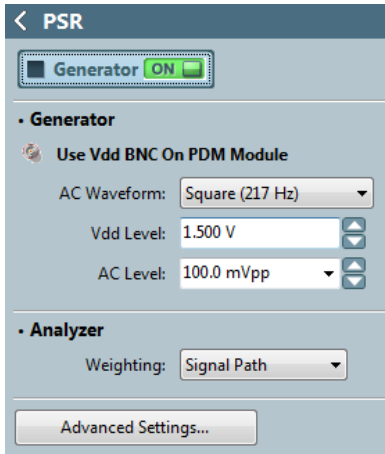 PSR
Generator ON
Generator
Use Vdd BNC On PDM Module
AC Waveform: Square (217 Hz)
Vdd Level: 1.500 V
AC Level: 100.0 mVpp
Analyzer
Weighting: Signal Path
Advanced Settings...